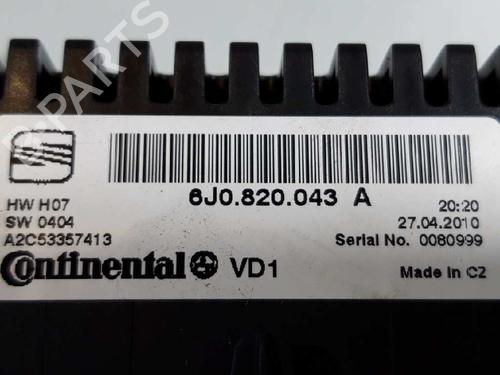 B-PARTS
6J0.820.043 A
HW H07
SW 0404
A2C53357413
20:20
27.04.2010
Serial No. 0080999
Continental VD1
Made in CZ